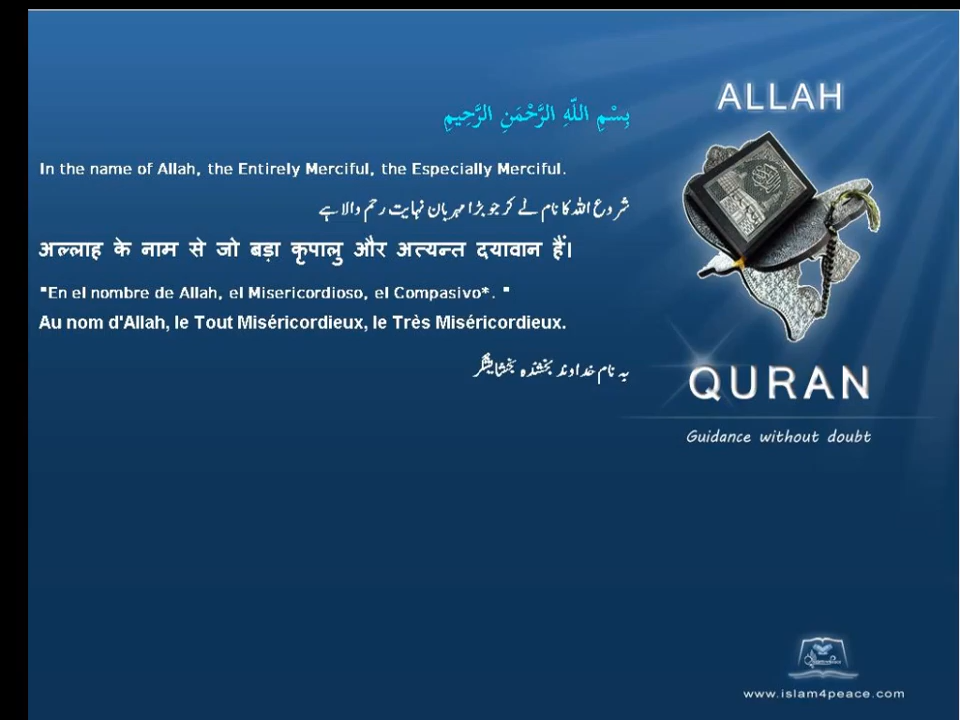 بِسْمِ اللَّهِ الرَّحْمَنِ الرَّحِيمِ
In the name of Allah, the Entirely Merciful, the Especially Merciful.
شروع الله کا نام لے کر جو بڑا مہربان نہایت رحم والا ہے
अल्लाह के नाम से जो बड़ा कृपालु और अत्यन्त दयावान हैं।
"En el nombre de Allah, el Misericordioso, el Compasivo*. "
Au nom d'Allah, le Tout Miséricordieux, le Très Miséricordieux.
به نام خداوند بخشنده بخشایشگر
ALLAH
QURAN
Guidance without doubt
www.islam4peace.com